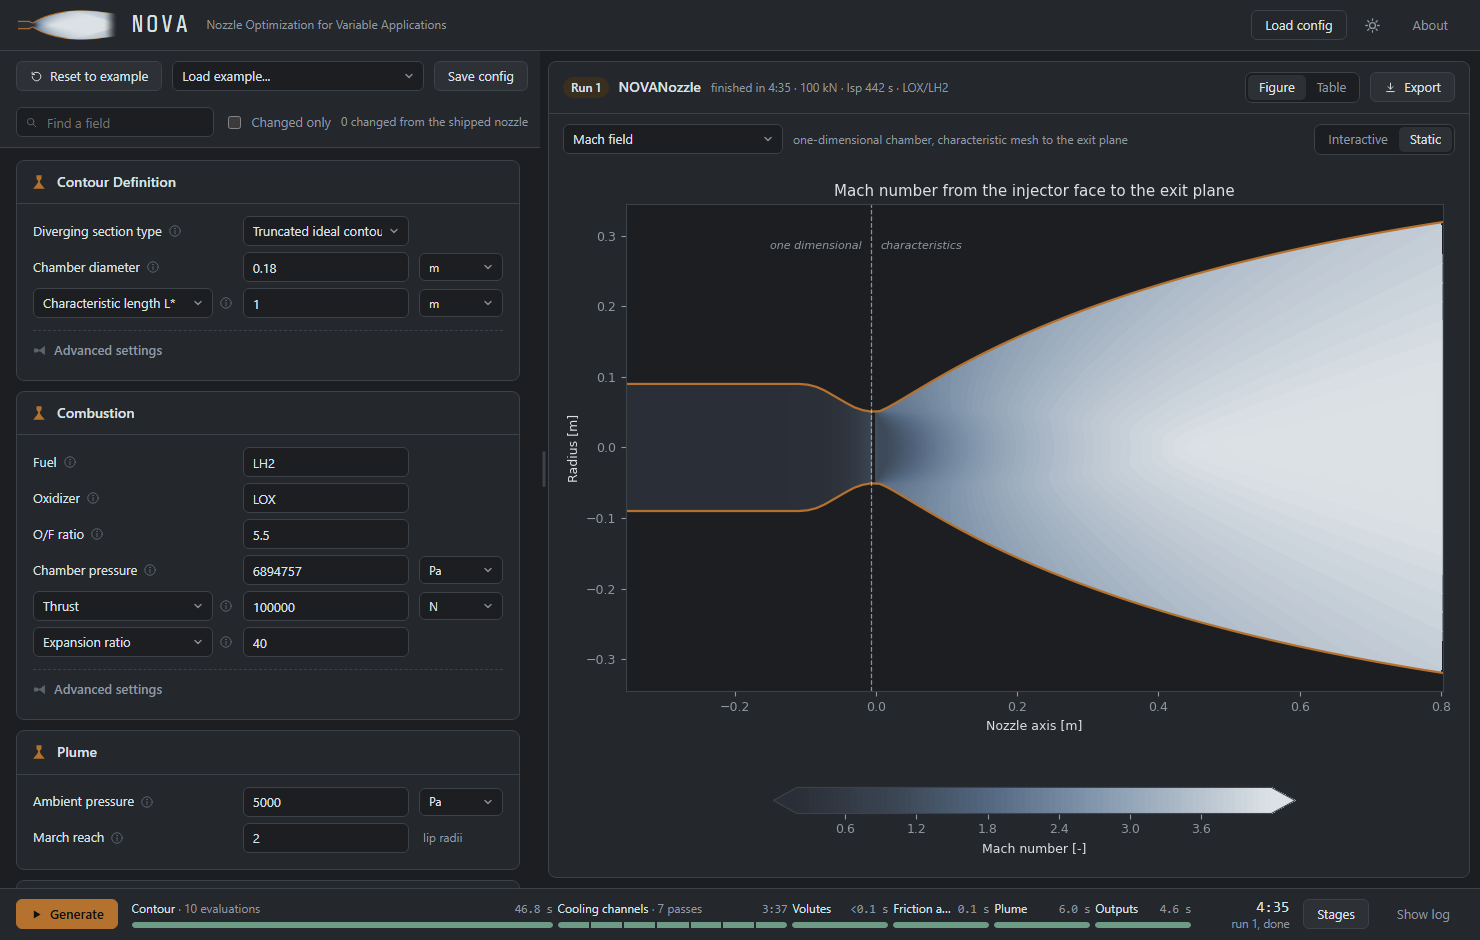 NOVA
Nozzle Optimization for Variable Applications
Load config
About
Reset to example
Load example...
Save config
Find a field
Changed only
0 changed from the shipped nozzle
Contour Definition
Diverging section type
Truncated ideal contou
Chamber diameter
0.18
m
Characteristic length L*
1
m
Advanced settings
Combustion
Fuel
LH2
Oxidizer
LOX
O/F ratio
5.5
Chamber pressure
6894757
Pa
Thrust
100000
N
Expansion ratio
40
Advanced settings
Plume
Ambient pressure
5000
Pa
March reach
2
lip radii
Run 1
NOVANozzle
finished in 4:35 · 100 kN · Isp 442 s · LOX/LH2
Figure
Table
Export
Mach field
one-dimensional chamber, characteristic mesh to the exit plane
Interactive
Static
Mach number from the injector face to the exit plane
one dimensional
characteristics
0.3
0.2
0.1
0.0
−0.1
−0.2
−0.3
Radius [m]
−0.2
0.0
0.2
0.4
0.6
0.8
Nozzle axis [m]
0.6
1.2
1.8
2.4
3.0
3.6
Mach number [-]
Generate
Contour · 10 evaluations
46.8 s
Cooling channels · 7 passes
3:37
Volutes
<0.1 s
Friction a...
0.1 s
Plume
6.0 s
Outputs
4.6 s
4:35
run 1, done
Stages
Show log